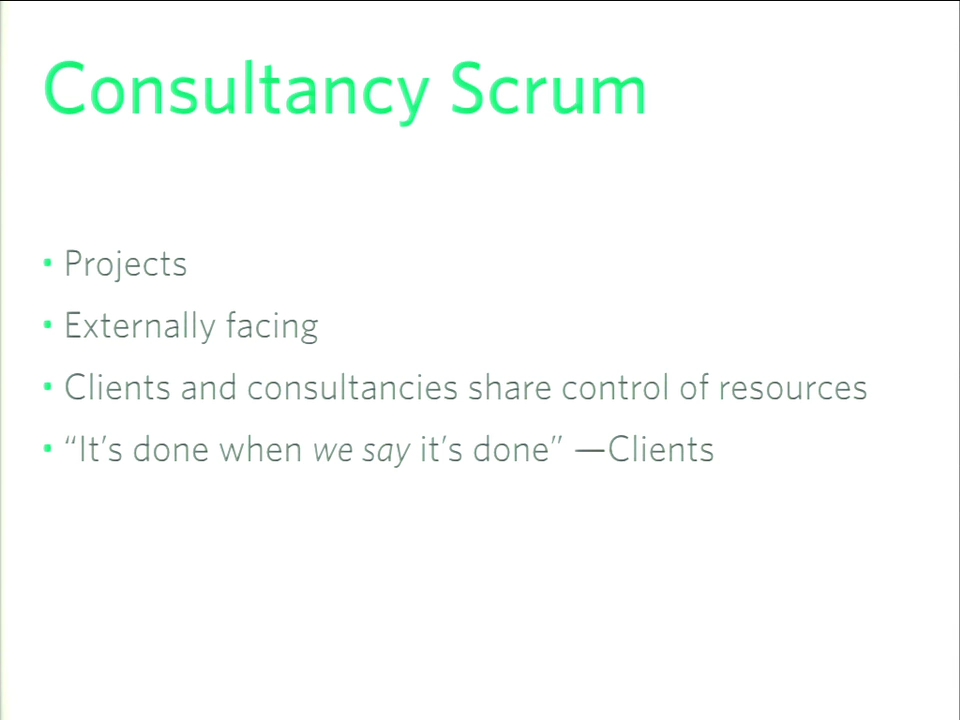 Consultancy Scrum
• Projects
• Externally facing
• Clients and consultancies share control of resources
• “It’s done when we say it’s done” —Clients